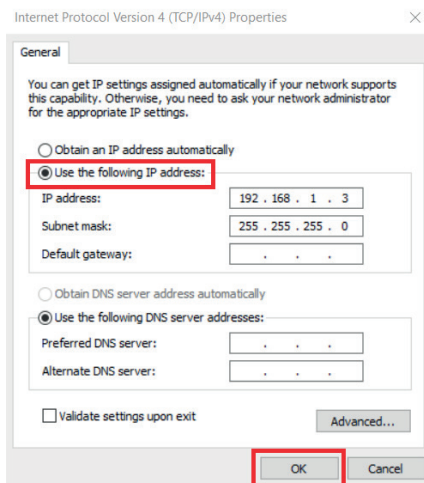 Internet Protocol Version 4 (TCP/IPv4) Properties
General
You can get IP settings assigned automatically if your network supports
this capability. Otherwise, you need to ask your network administrator
for the appropriate IP settings.
Obtain an IP address automatically
Use the following IP address:
IP address: 192 . 168 . 1 . 3
Subnet mask: 255 . 255 . 255 . 0
Default gateway: . . .
Obtain DNS server address automatically
Use the following DNS server addresses:
Preferred DNS server: . . .
Alternate DNS server: . . .
Validate settings upon exit
Advanced...
OK Cancel